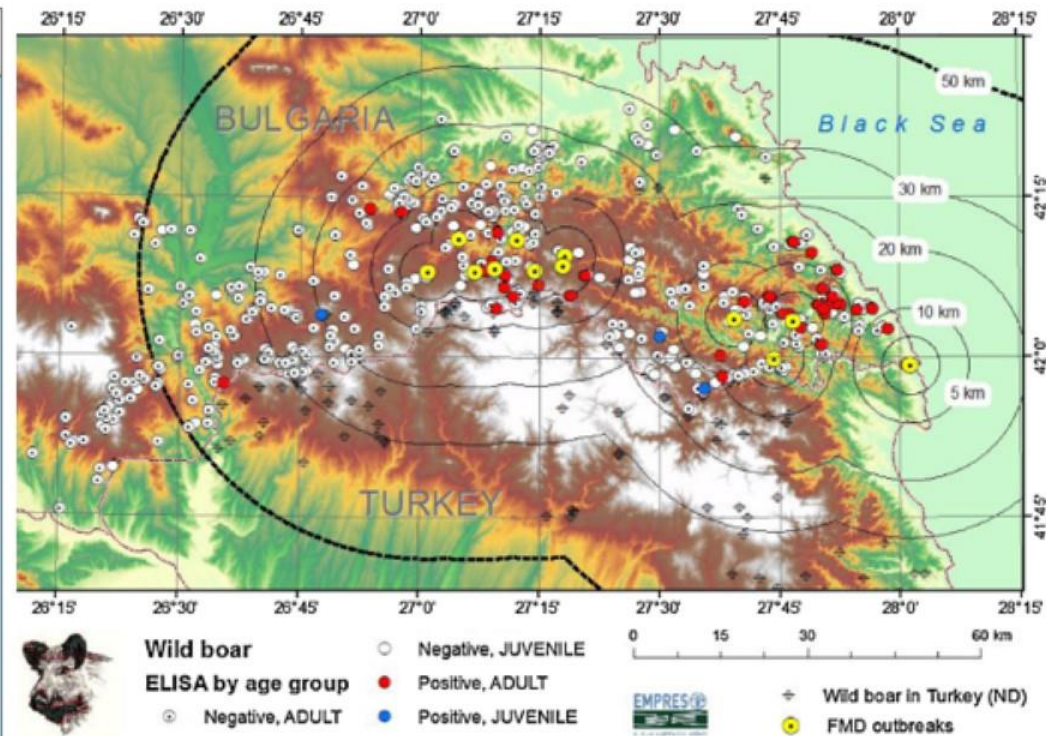 26°15' 26°30' 26°45' 27°0' 27°15' 27°30' 27°45' 28°0' 28°15'
50 km
BULGARIA
Black Sea
30 km
42°15'
20 km
10 km
42°0'
5 km
TURKEY
41°45'
26°15' 26°30' 26°45' 27°0' 27°15' 27°30' 27°45' 28°0' 28°15'
Wild boar
ELISA by age group
Negative, ADULT
Negative, JUVENILE
Positive, ADULT
Positive, JUVENILE
0 15 30 60 km
EMPRES
Wild boar in Turkey (ND)
FMD outbreaks